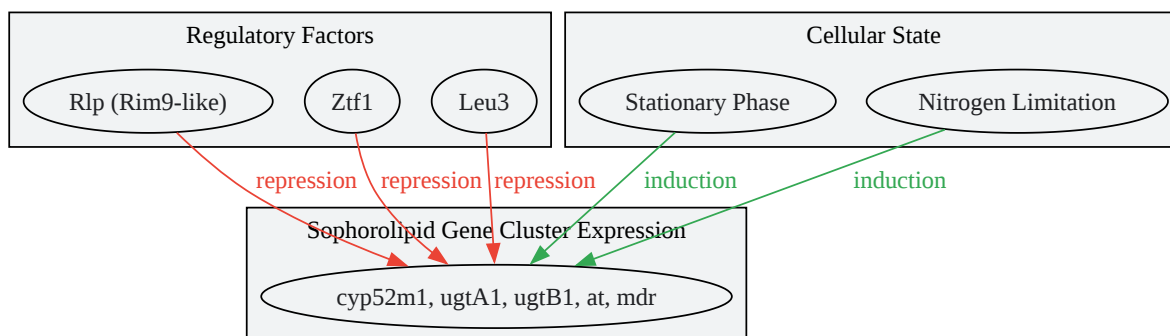 Regulatory Factors
Cellular State
Rlp (Rim9-like)
Ztf1
Leu3
Stationary Phase
Nitrogen Limitation
repression
repression
repression
induction
induction
Sophorolipid Gene Cluster Expression
cyp52m1, ugtA1, ugtB1, at, mdr